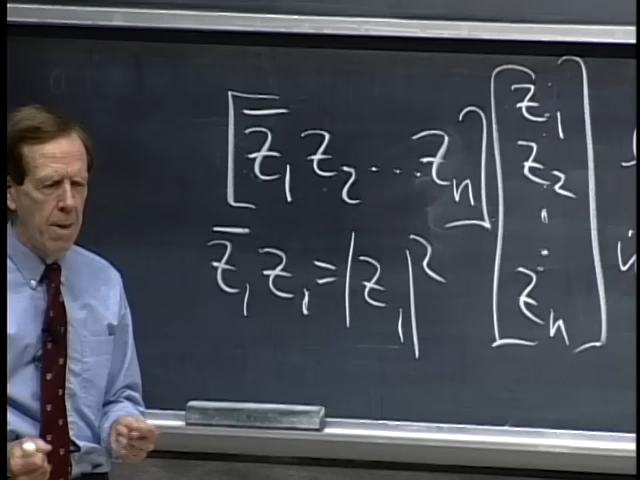 [z̄₁ z₂ ... zₙ] [z₁ z₂ . . zₙ]
z̄₁ z₁ = |z₁|²